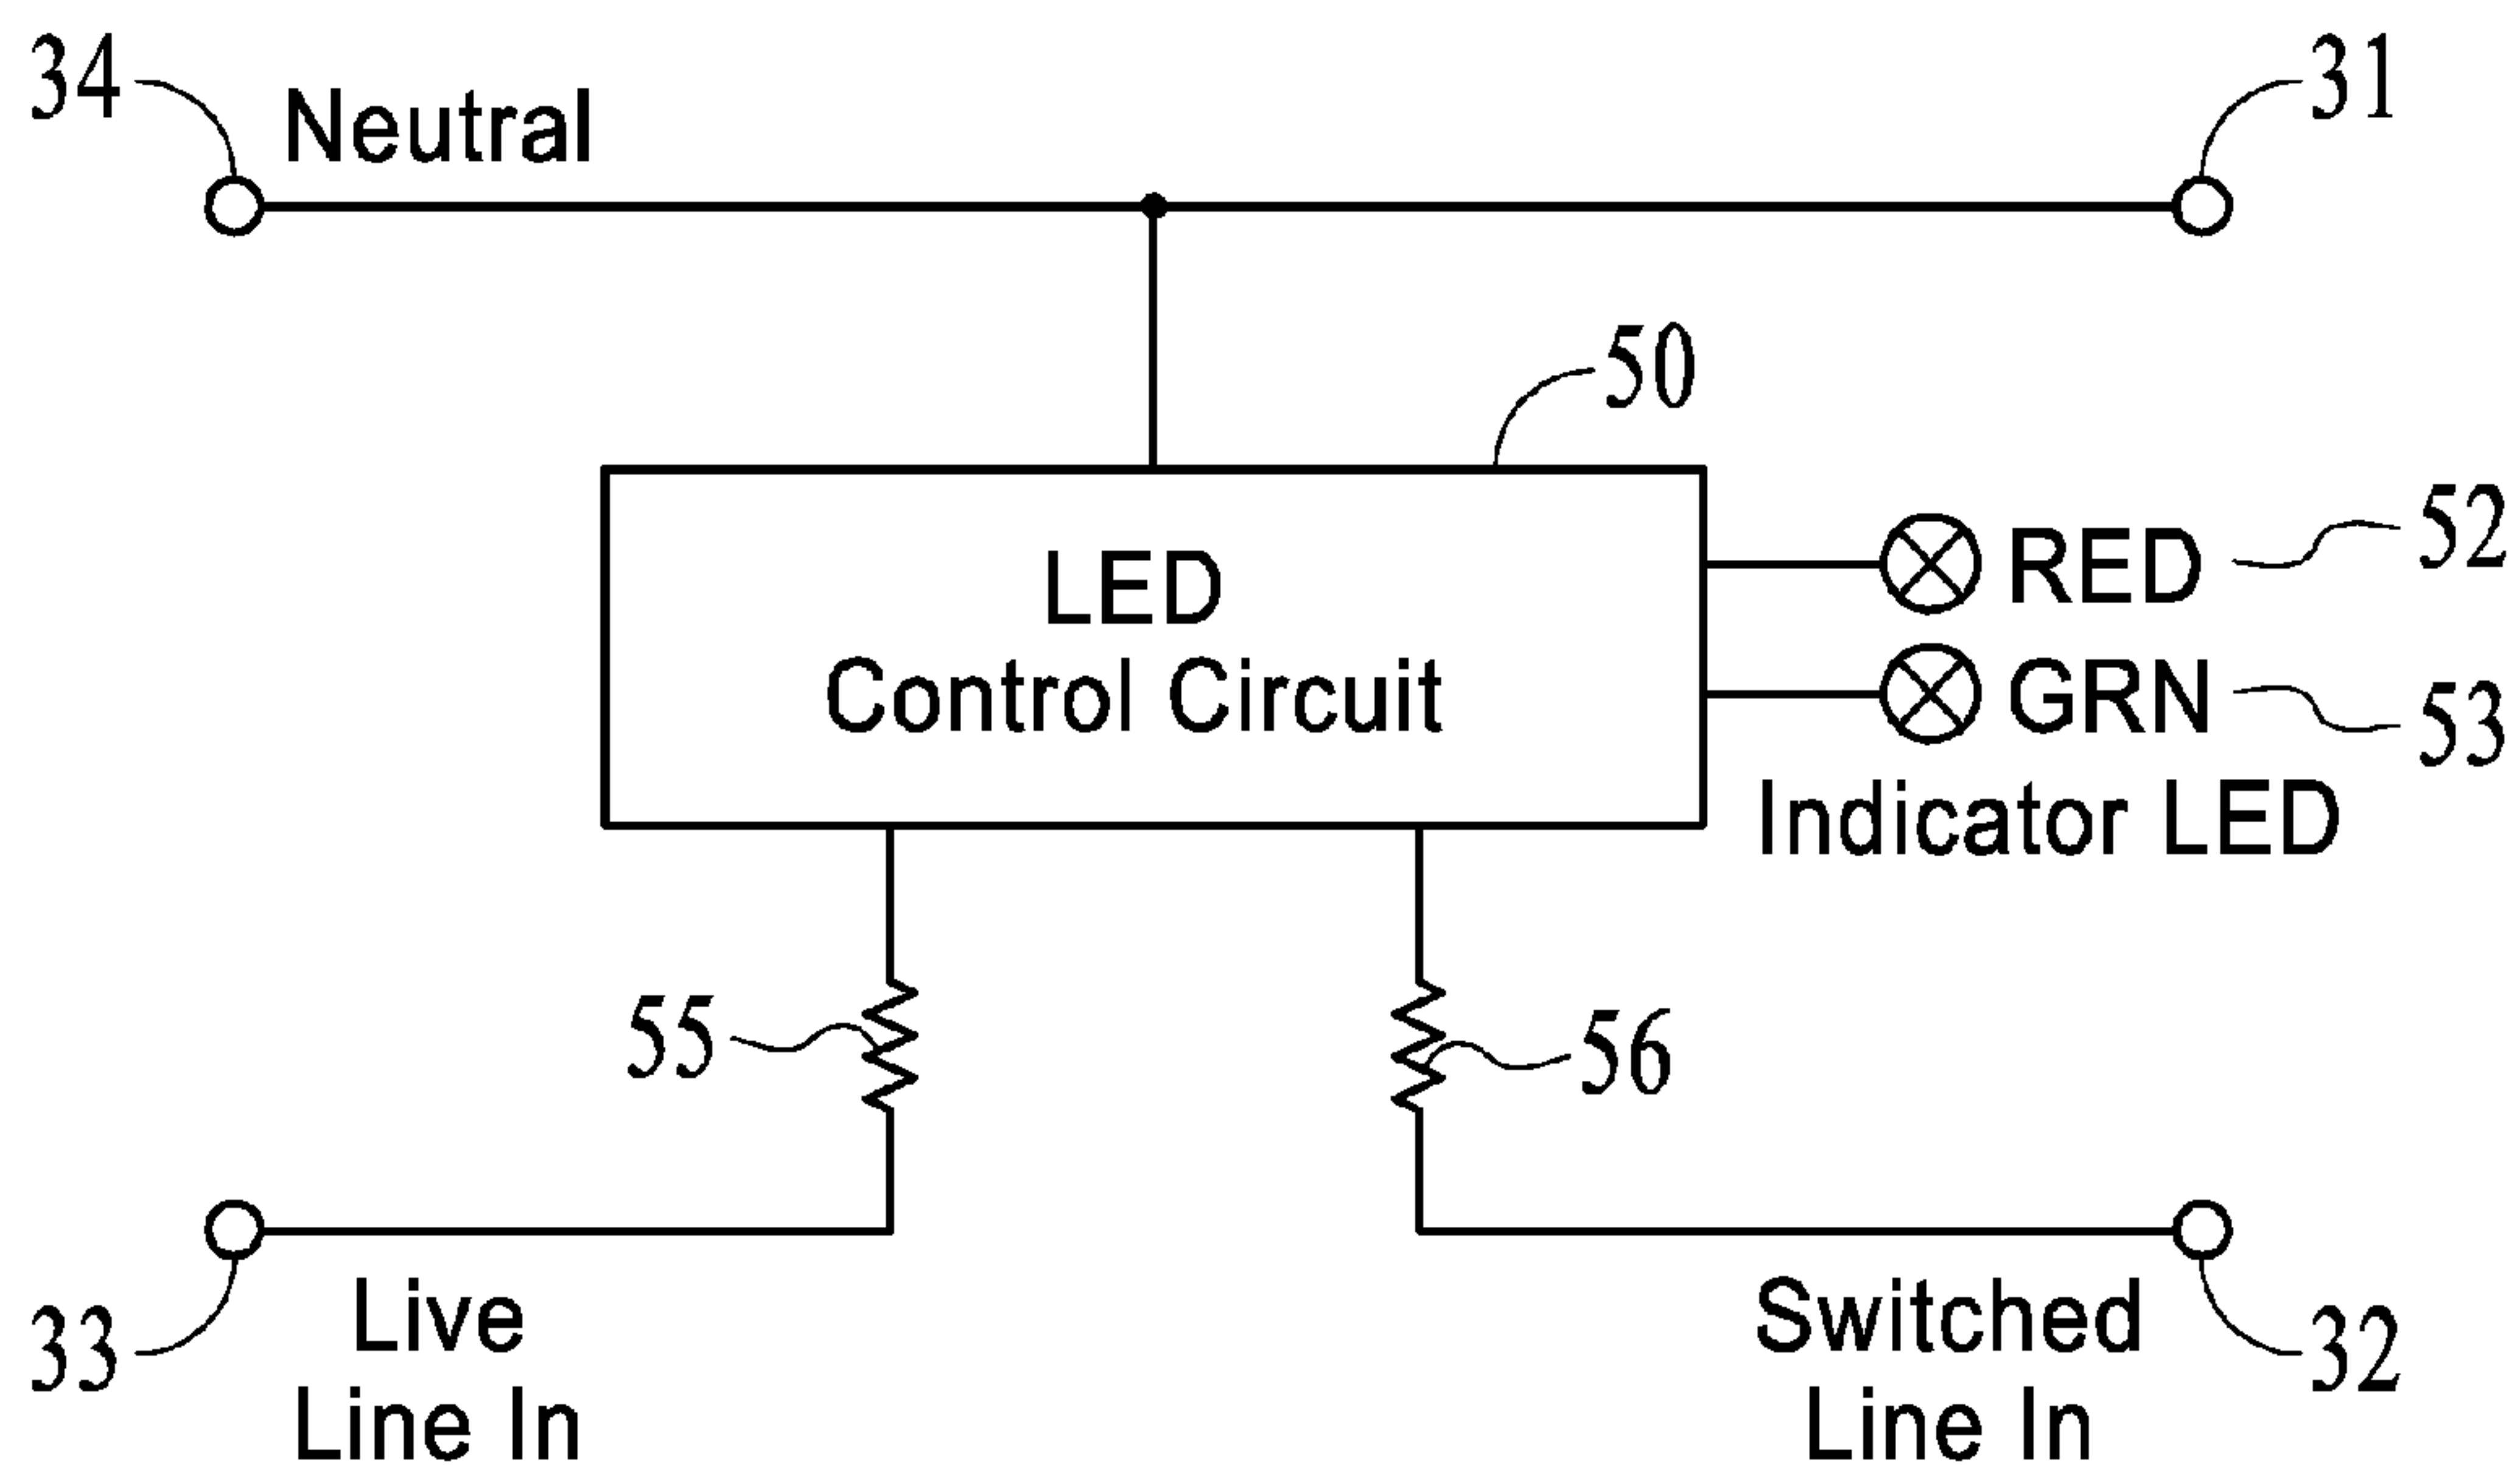 34
Neutral
31
50
LED
Control Circuit
RED
52
GRN
53
Indicator LED
55
56
33
Live
Line In
Switched
Line In
32